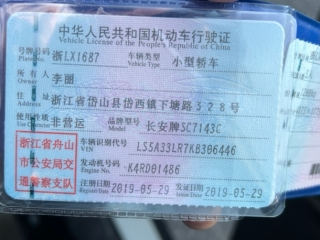 中华人民共和国机动车行驶证
Vehicle License of the People's Republic of China
号牌号码 浙LX1687 车辆类型 小型轿车
Plate No. Vehicle Type
所有人 李丽
Owner
住址 浙江省岱山县岱西镇下塘路328号
Address
使用性质 非营运 品牌型号 长安牌SC7143C
Use Character Model
浙江省舟山市公安局交通警察支队
车辆识别代号 LS5A33LR7KB306446
VIN
发动机号码 K4RD01486
Engine No.
注册日期 2019-05-29 发证日期 2019-05-29
Register Date Issue Date